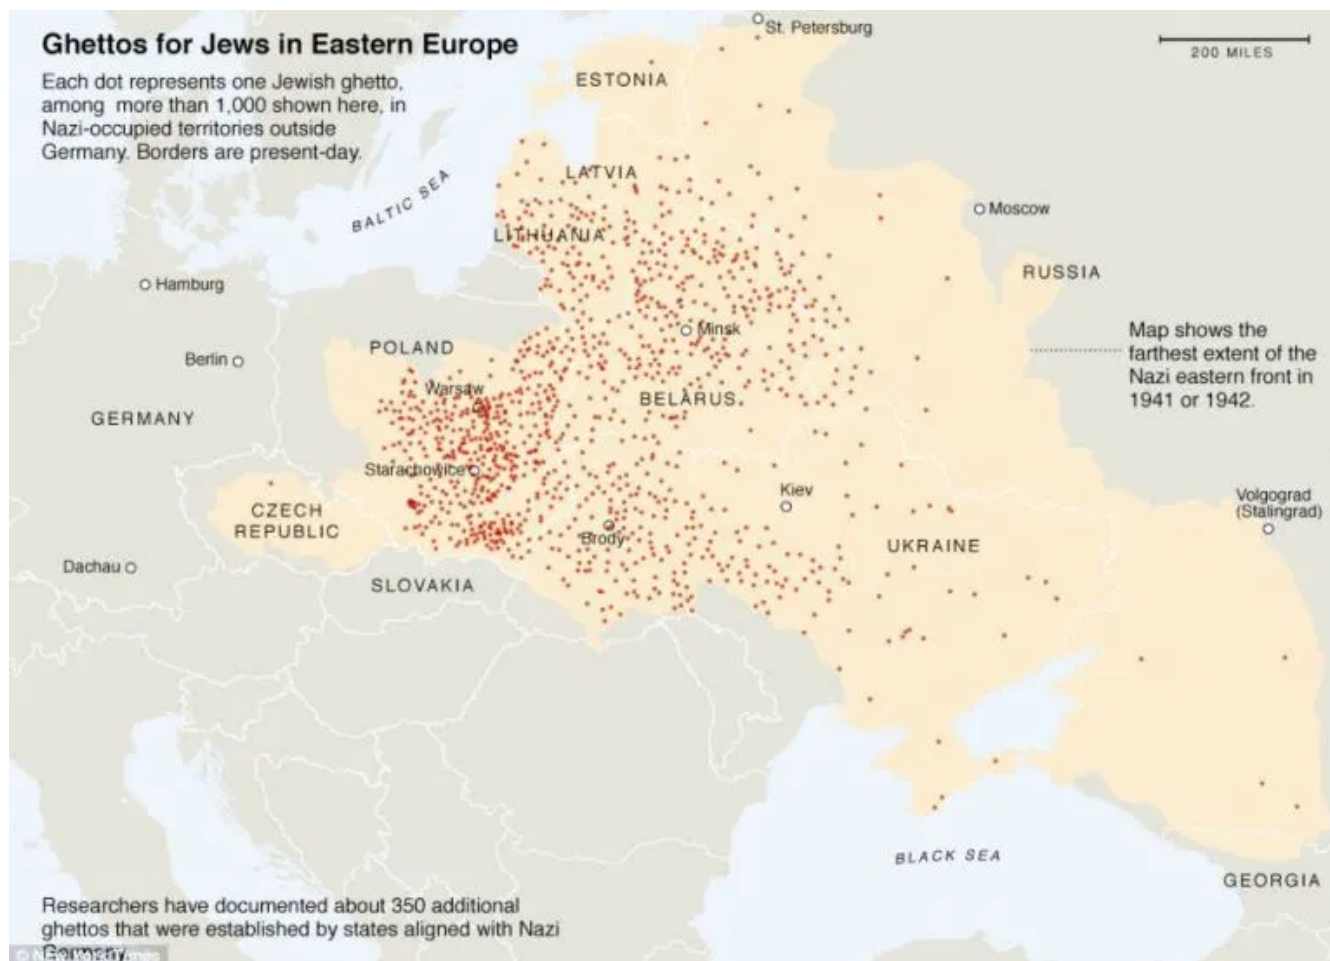 Ghettos for Jews in Eastern Europe
Each dot represents one Jewish ghetto,
among more than 1,000 shown here, in
Nazi-occupied territories outside
Germany. Borders are present-day.
St. Petersburg
200 MILES
ESTONIA
LATVIA
BALTIC SEA
LITHUANIA
Moscow
RUSSIA
Hamburg
Minsk
Map shows the
farthest extent of the
Nazi eastern front in
1941 or 1942.
POLAND
Berlin
Warsaw
BELARUS
GERMANY
Starachowice
Kiev
Volgograd
(Stalingrad)
CZECH
REPUBLIC
Brody
UKRAINE
Dachau
SLOVAKIA
BLACK SEA
GEORGIA
Researchers have documented about 350 additional
ghettos that were established by states aligned with Nazi
Germany.
© New York Times